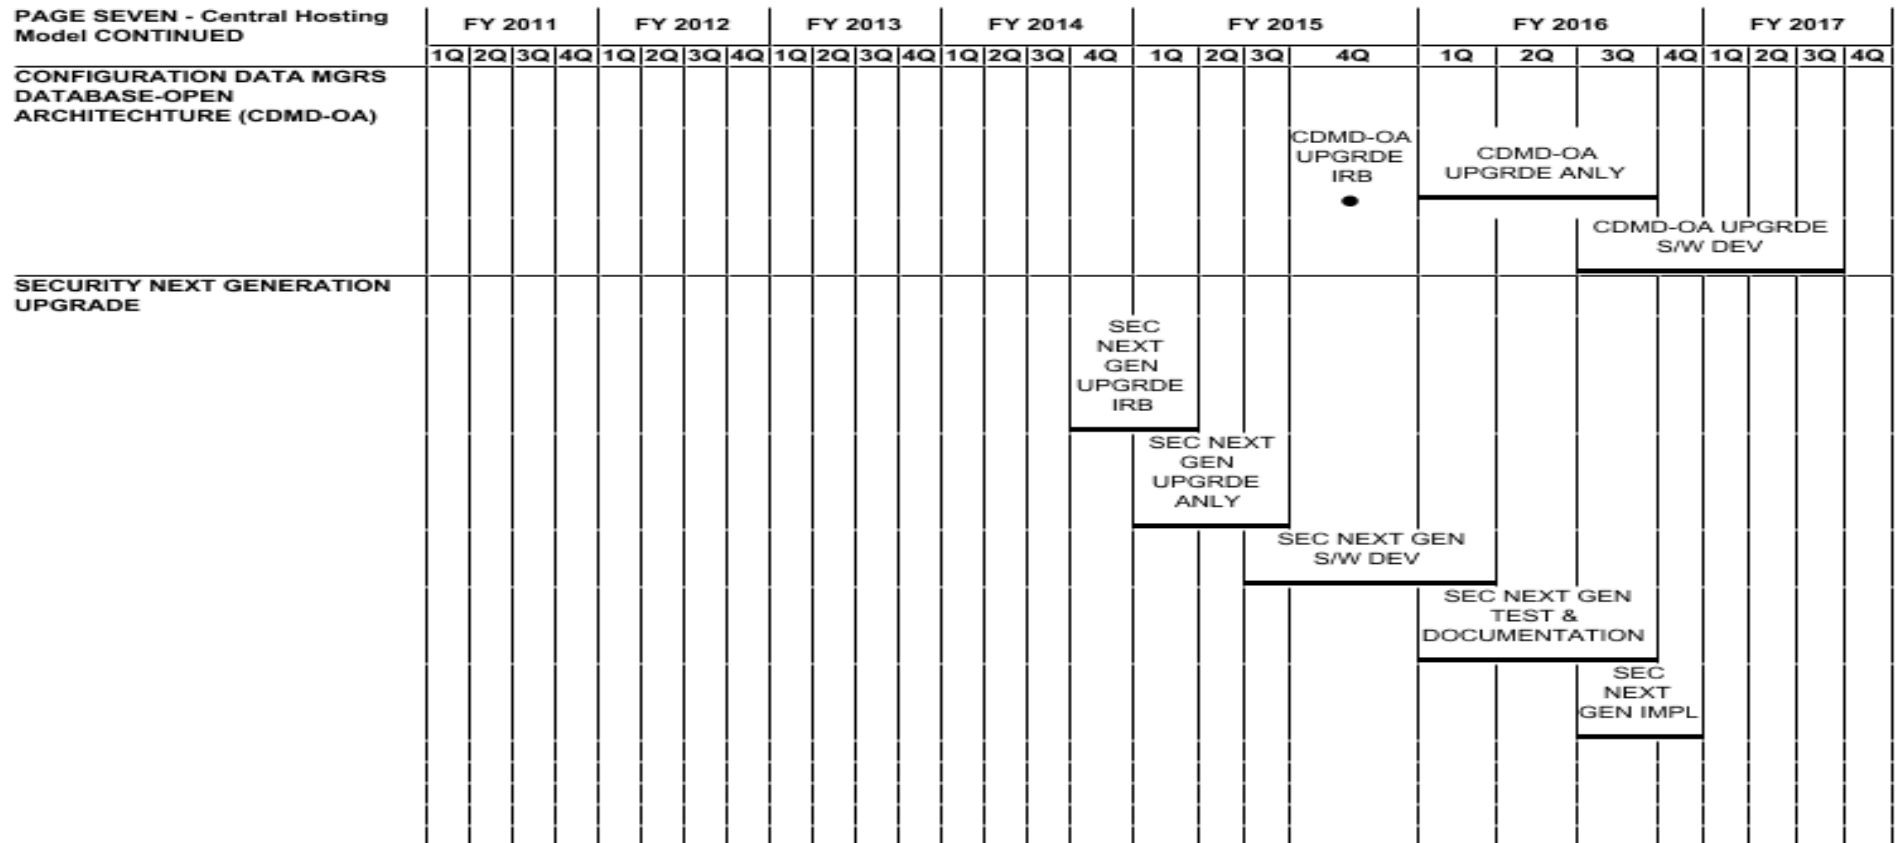 PAGE SEVEN - Central Hosting
Model CONTINUED
FY 2011 FY 2012 FY 2013 FY 2014 FY 2015 FY 2016 FY 2017
1Q 2Q 3Q 4Q 1Q 2Q 3Q 4Q 1Q 2Q 3Q 4Q 1Q 2Q 3Q 4Q 1Q 2Q 3Q 4Q 1Q 2Q 3Q 4Q 1Q 2Q 3Q 4Q
CONFIGURATION DATA MGRS
DATABASE-OPEN
ARCHITECHTURE (CDMD-OA)
CDMD-OA
UPGRDE
IRB
CDMD-OA
UPGRDE ANLY
CDMD-OA UPGRDE
S/W DEV
SECURITY NEXT GENERATION
UPGRADE
SEC
NEXT
GEN
UPGRDE
IRB
SEC NEXT
GEN
UPGRDE
ANLY
SEC NEXT GEN
S/W DEV
SEC NEXT GEN
TEST &
DOCUMENTATION
SEC
NEXT
GEN IMPL